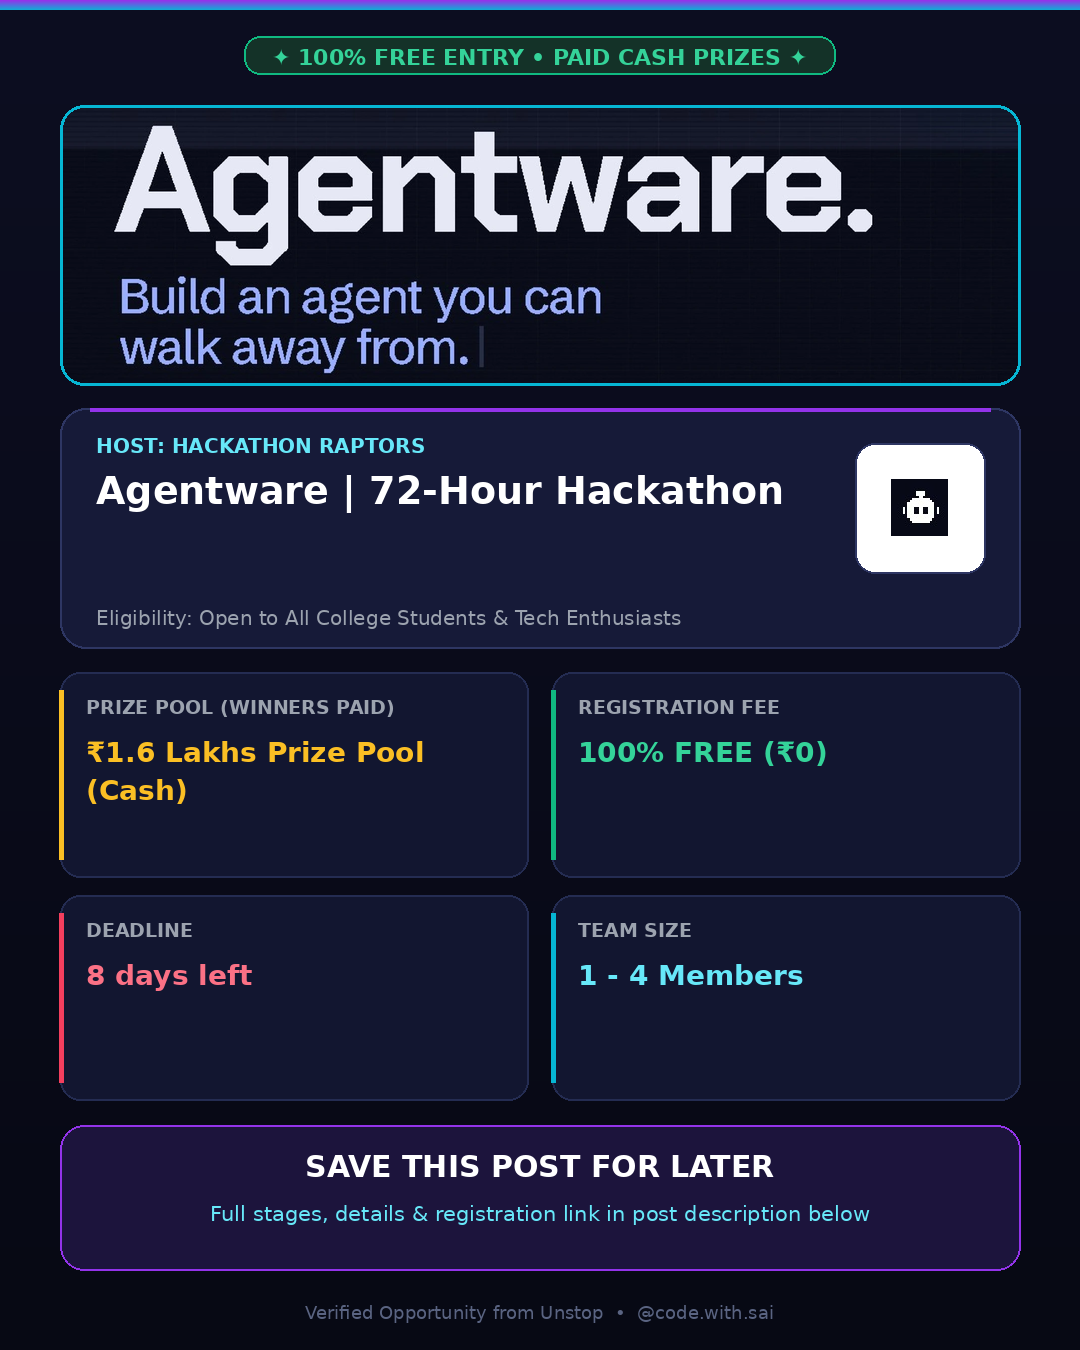 ✦ 100% FREE ENTRY • PAID CASH PRIZES ✦
Agentware.
Build an agent you can
walk away from.
HOST: HACKATHON RAPTORS
Agentware | 72-Hour Hackathon
Eligibility: Open to All College Students & Tech Enthusiasts
PRIZE POOL (WINNERS PAID)
₹1.6 Lakhs Prize Pool
(Cash)
REGISTRATION FEE
100% FREE (₹0)
DEADLINE
8 days left
TEAM SIZE
1 - 4 Members
SAVE THIS POST FOR LATER
Full stages, details & registration link in post description below
Verified Opportunity from Unstop • @code.with.sai